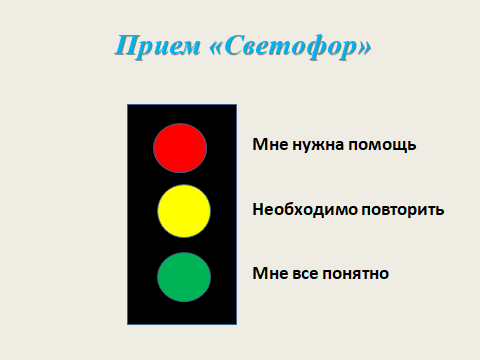 Прием «Светофор»
Мне нужна помощь
Необходимо повторить
Мне все понятно